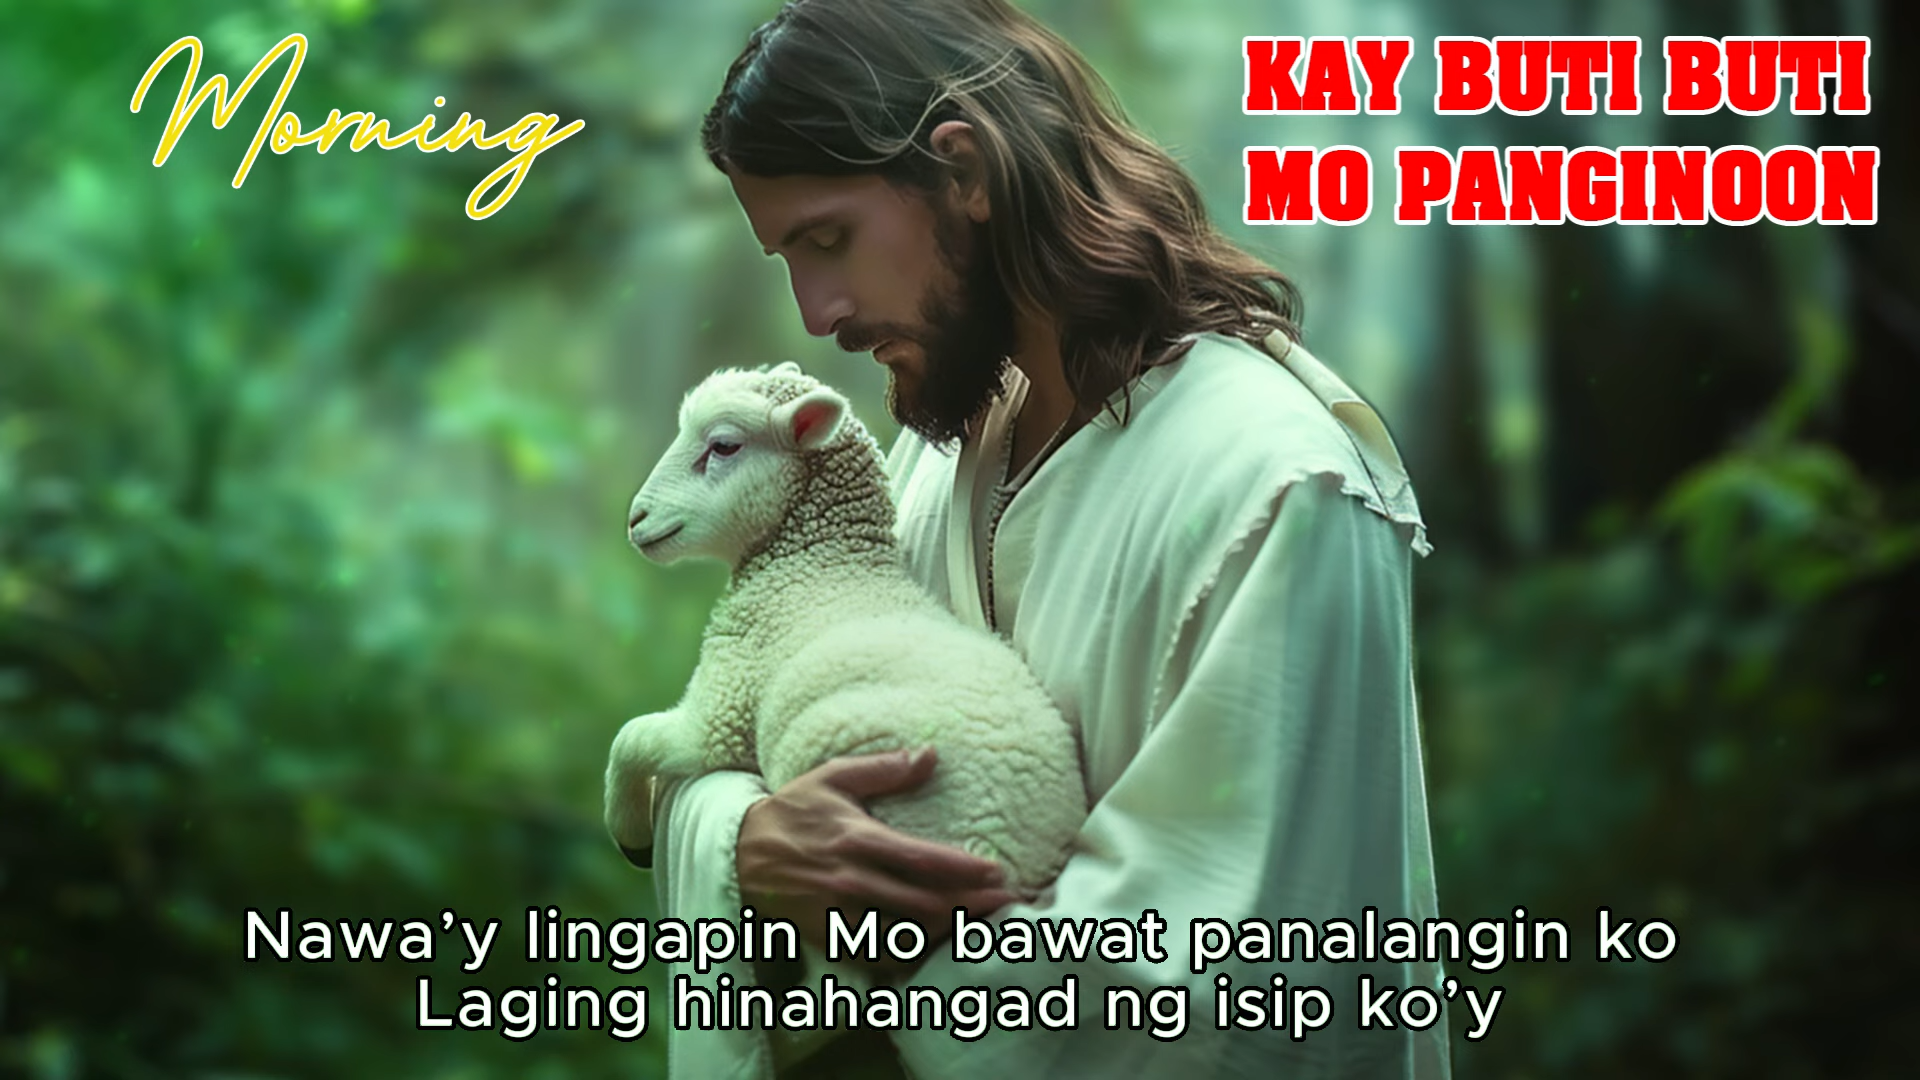 Morning
KAY BUTI BUTI
MO PANGINOON
Nawa’y lingapin Mo bawat panalangin ko
Laging hinahangad ng isip ko’y